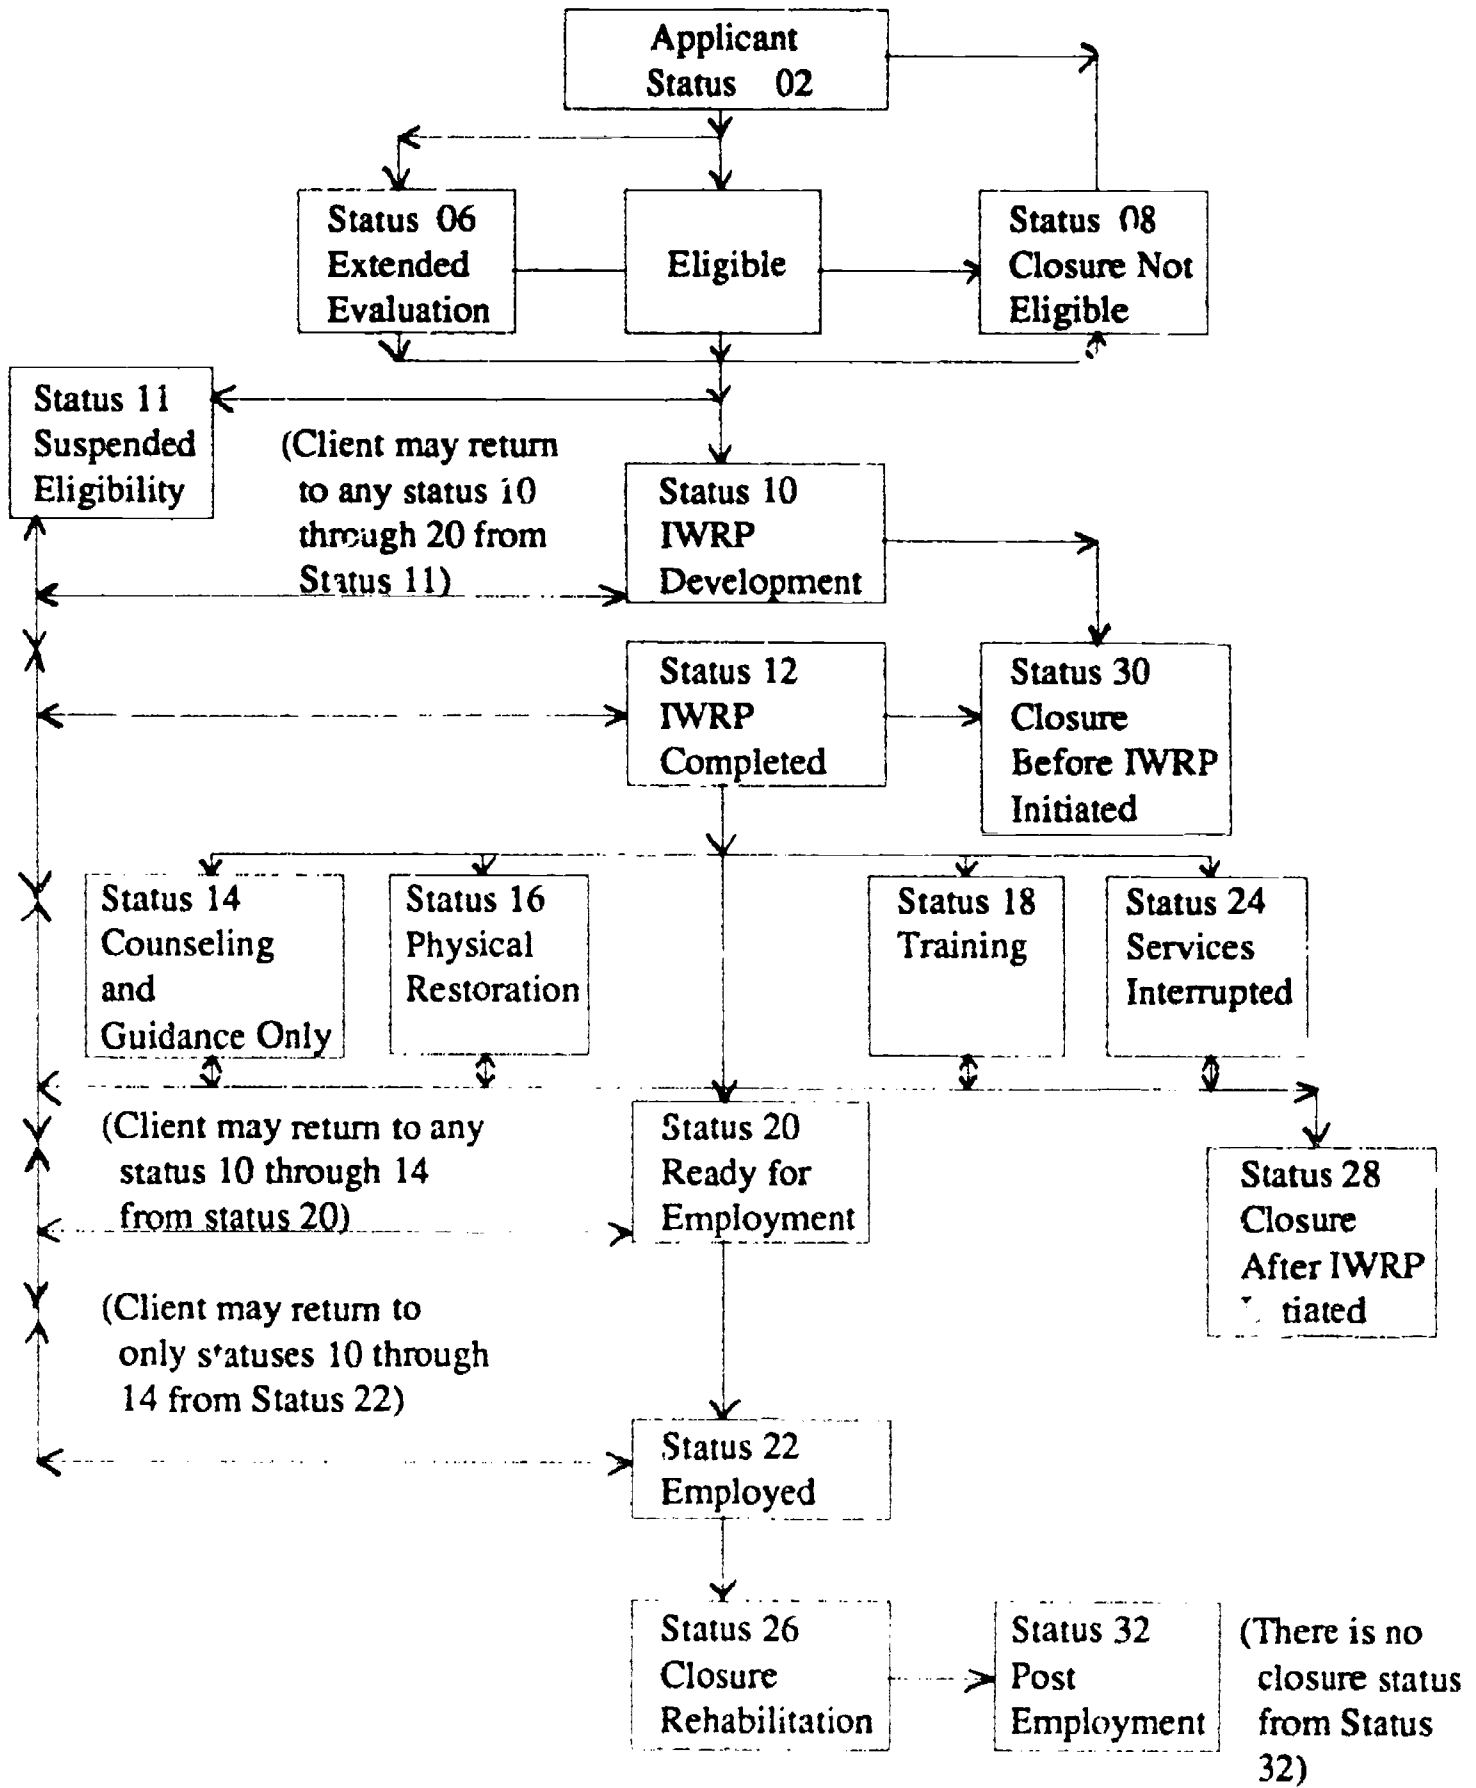 Applicant
Status 02
Status 06
Extended
Evaluation
Eligible
Status 08
Closure Not
Eligible
Status 11
Suspended
Eligibility
(Client may return
to any status 10
through 20 from
Status 11)
Status 10
IWRP
Development
Status 12
IWRP
Completed
Status 30
Closure
Before IWRP
Initiated
Status 14
Counseling
and
Guidance Only
Status 16
Physical
Restoration
Status 18
Training
Status 24
Services
Interrupted
(Client may return to any
status 10 through 14
from status 20)
Status 20
Ready for
Employment
Status 28
Closure
After IWRP
(Client may return to
only statuses 10 through
14 from Status 22)
Status 22
Employed
Status 26
Closure
Rehabilitation
Status 32
Post
Employment
(There is no
closure status
from Status
32)